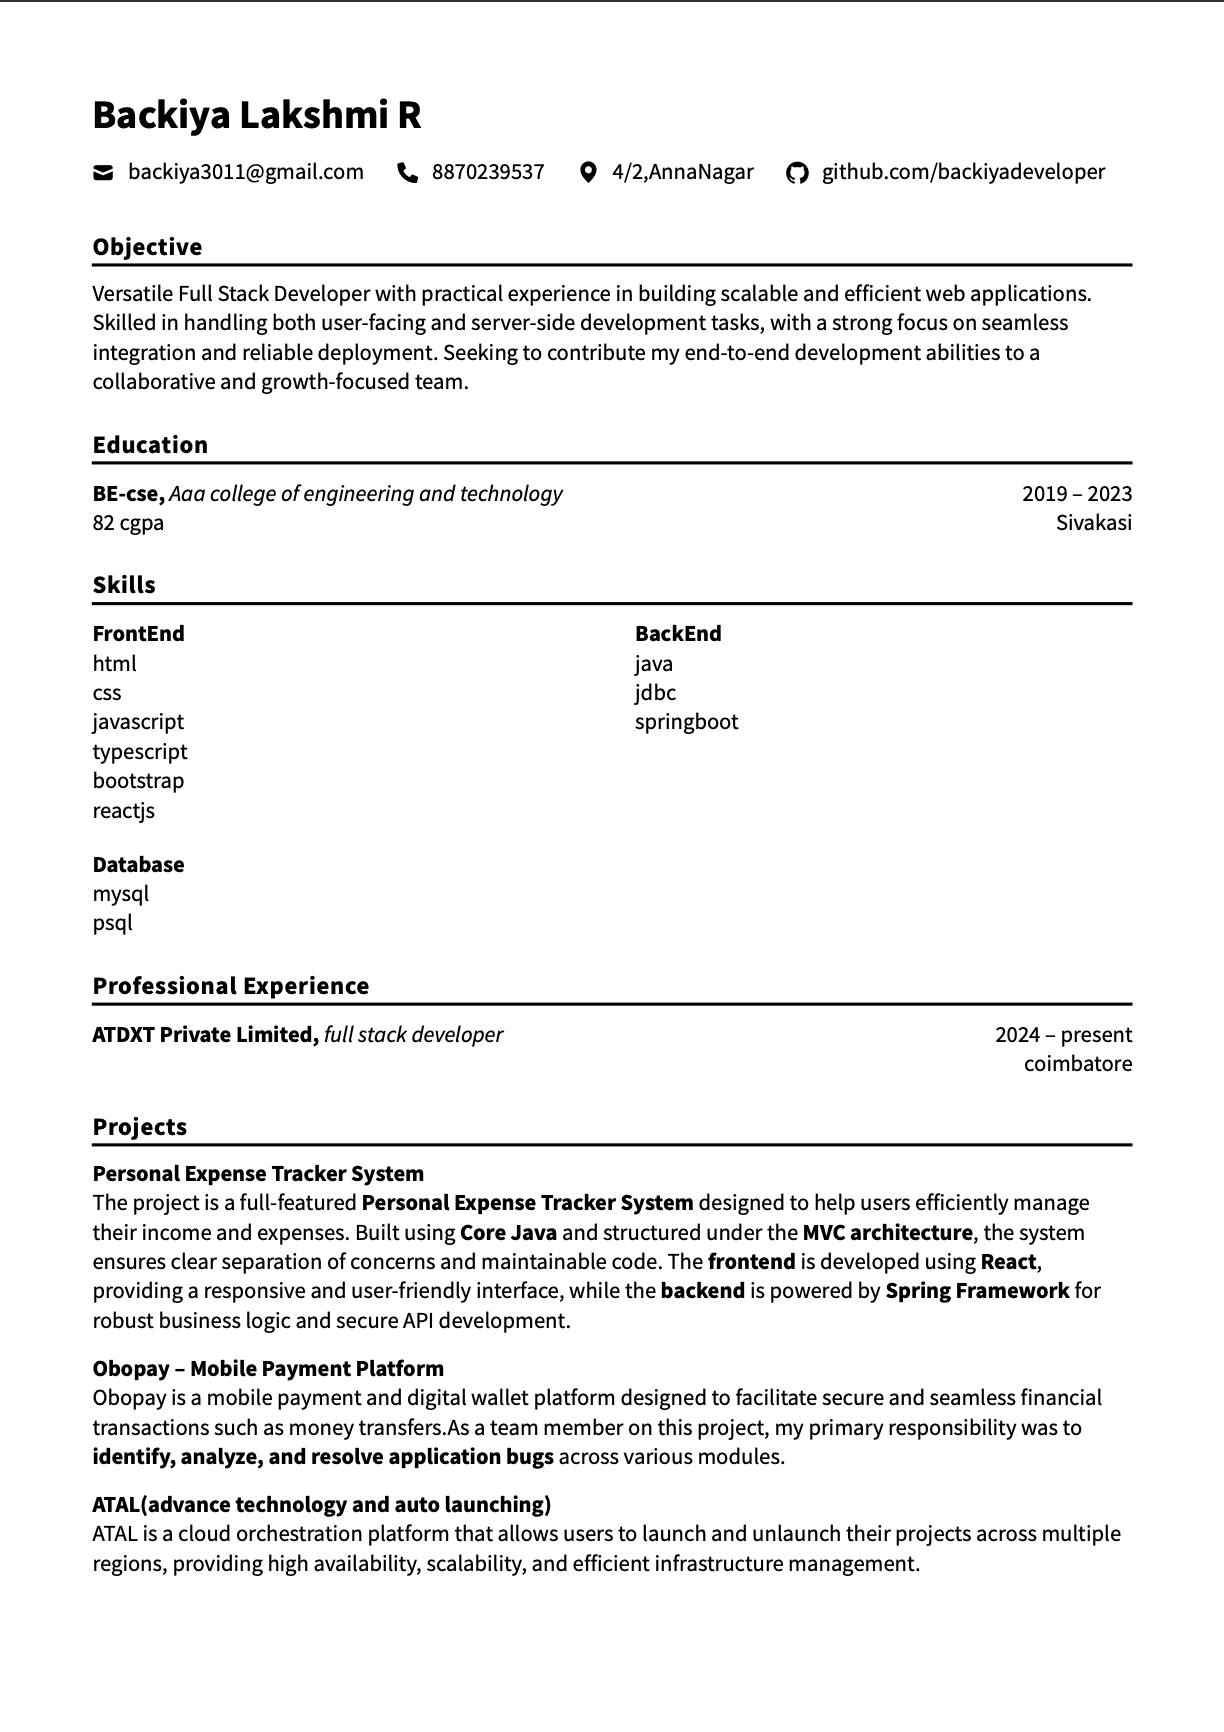 Backiya Lakshmi R
backiya3011@gmail.com 8870239537 4/2,AnnaNagar github.com/backiyadeveloper
Objective
Versatile Full Stack Developer with practical experience in building scalable and efficient web applications.
Skilled in handling both user-facing and server-side development tasks, with a strong focus on seamless
integration and reliable deployment. Seeking to contribute my end-to-end development abilities to a
collaborative and growth-focused team.
Education
BE-cse, Aaa college of engineering and technology 2019 – 2023
82 cgpa Sivakasi
Skills
FrontEnd
html
css
javascript
typescript
bootstrap
reactjs
BackEnd
java
jdbc
springboot
Database
mysql
psql
Professional Experience
ATDXT Private Limited, full stack developer 2024 – present
coimbatore
Projects
Personal Expense Tracker System
The project is a full-featured Personal Expense Tracker System designed to help users efficiently manage
their income and expenses. Built using Core Java and structured under the MVC architecture, the system
ensures clear separation of concerns and maintainable code. The frontend is developed using React,
providing a responsive and user-friendly interface, while the backend is powered by Spring Framework for
robust business logic and secure API development.
Obopay – Mobile Payment Platform
Obopay is a mobile payment and digital wallet platform designed to facilitate secure and seamless financial
transactions such as money transfers.As a team member on this project, my primary responsibility was to
identify, analyze, and resolve application bugs across various modules.
ATAL(advance technology and auto launching)
ATAL is a cloud orchestration platform that allows users to launch and unlaunch their projects across multiple
regions, providing high availability, scalability, and efficient infrastructure management.